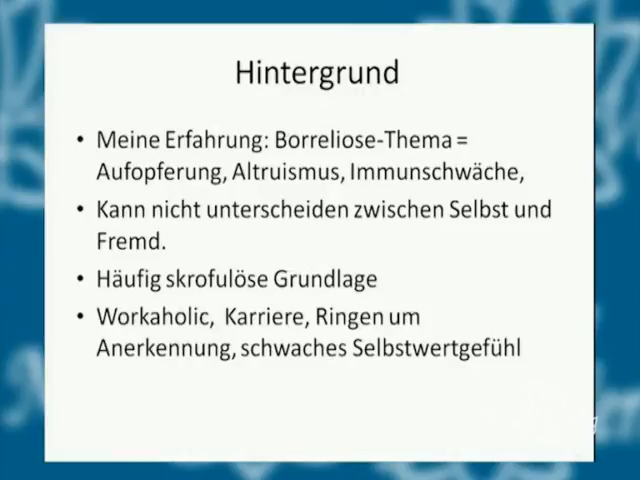 Hintergrund
• Meine Erfahrung: Borreliose-Thema =
Aufopferung, Altruismus, Immunschwäche,
• Kann nicht unterscheiden zwischen Selbst und
Fremd.
• Häufig skrofulöse Grundlage
• Workaholic, Karriere, Ringen um
Anerkennung, schwaches Selbstwertgefühl